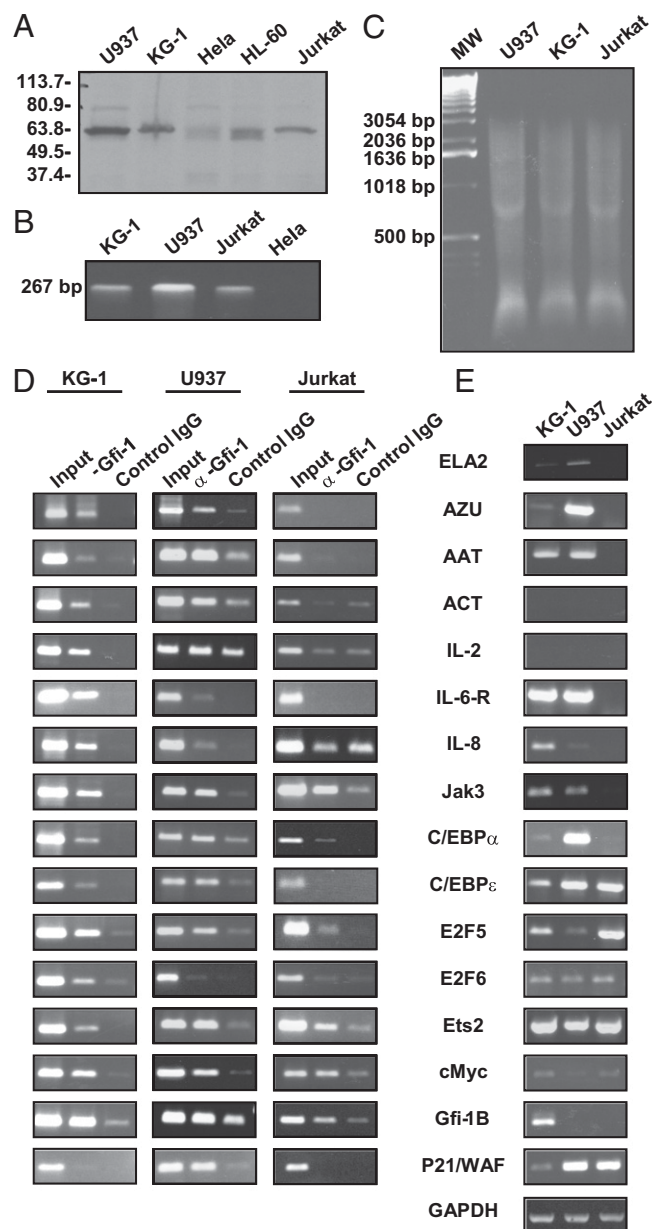 A
U937 KG-1 Hela HL-60 Jurkat
113.7-
80.9-
63.8-
49.5-
37.4-
B
KG-1 U937 Jurkat Hela
267 bp
C
MW U937 KG-1 Jurkat
3054 bp
2036 bp
1636 bp
1018 bp
500 bp
D
KG-1 U937 Jurkat
Input -Gfi-1 Control IgG Input α-Gfi-1 Control IgG Input α-Gfi-1 Control IgG
E
KG-1 U937 Jurkat
ELA2
AZU
AAT
ACT
IL-2
IL-6-R
IL-8
Jak3
C/EBPα
C/EBPε
E2F5
E2F6
Ets2
cMyc
Gfi-1B
P21/WAF
GAPDH